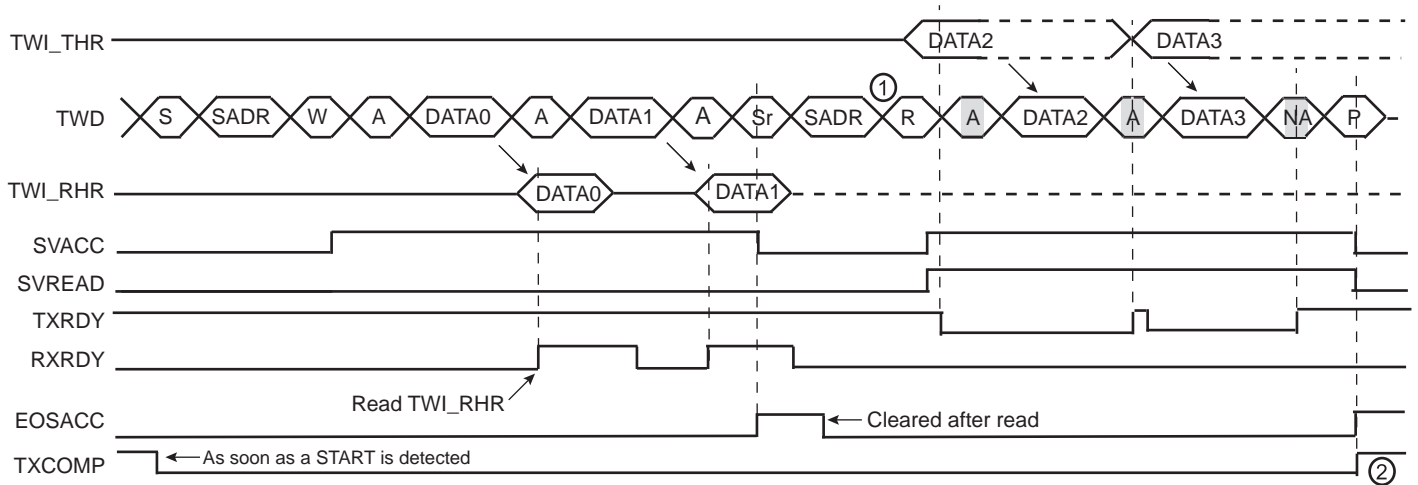 TWI_THR DATA2 DATA3
①
TWD S SADR W A DATA0 A DATA1 A Sr SADR R A DATA2 A DATA3 NA P
TWI_RHR DATA0 DATA1
SVACC
SVREAD
TXRDY
RXRDY
Read TWI_RHR
EOSACC Cleared after read
TXCOMP As soon as a START is detected ②